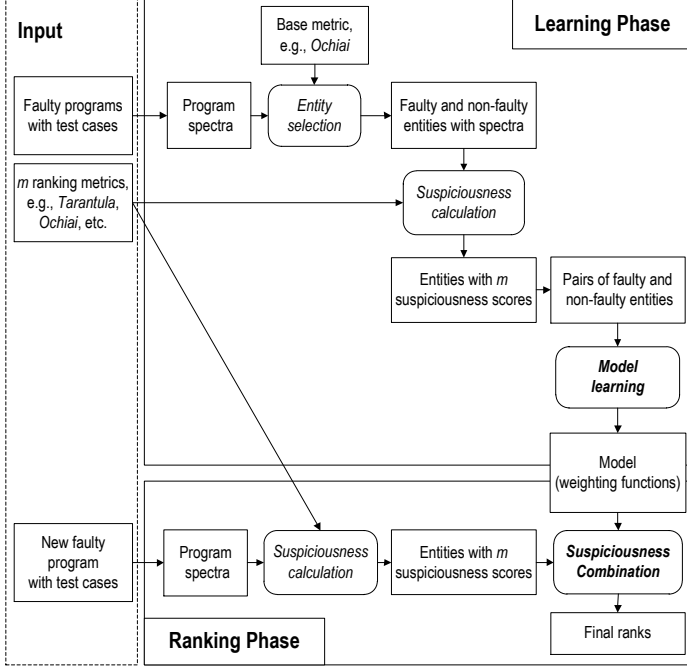 Input
Learning Phase
Base metric,
e.g., Ochiai
Faulty programs
with test cases
Program
spectra
Entity
selection
Faulty and non-faulty
entities with spectra
m ranking metrics,
e.g., Tarantula,
Ochiai, etc.
Suspiciousness
calculation
Entities with m
suspiciousness scores
Pairs of faulty and
non-faulty entities
Model
learning
Model
(weighting functions)
New faulty
program
with test cases
Program
spectra
Suspiciousness
calculation
Entities with m
suspiciousness scores
Suspiciousness
Combination
Final ranks
Ranking Phase